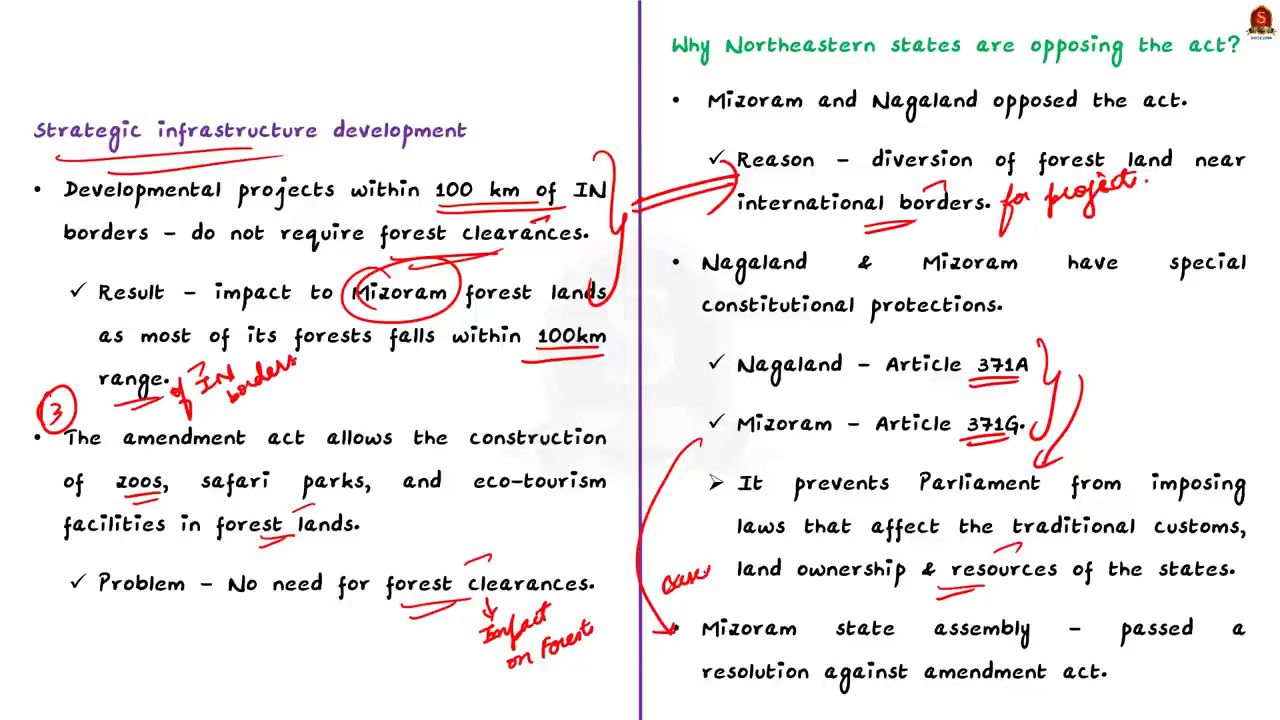 Strategic infrastructure development
• Developmental projects within 100 km of IN
borders - do not require forest clearances.
✓ Result - impact to Mizoram forest lands
as most of its forests falls within 100km
range. of IN
borders
3
• The amendment act allows the construction
of zoos, safari parks, and eco-tourism
facilities in forest lands.
✓ Problem - No need for forest clearances.
Impact
on Forest
Why Northeastern states are opposing the act?
• Mizoram and Nagaland opposed the act.
✓ Reason - diversion of forest land near
international borders. for project.
• Nagaland & Mizoram have special
constitutional protections.
✓ Nagaland - Article 371A
✓ Mizoram - Article 371G.
➢ It prevents Parliament from imposing
laws that affect the traditional customs,
land ownership & resources of the states.
• Mizoram state assembly - passed a
resolution against amendment act.